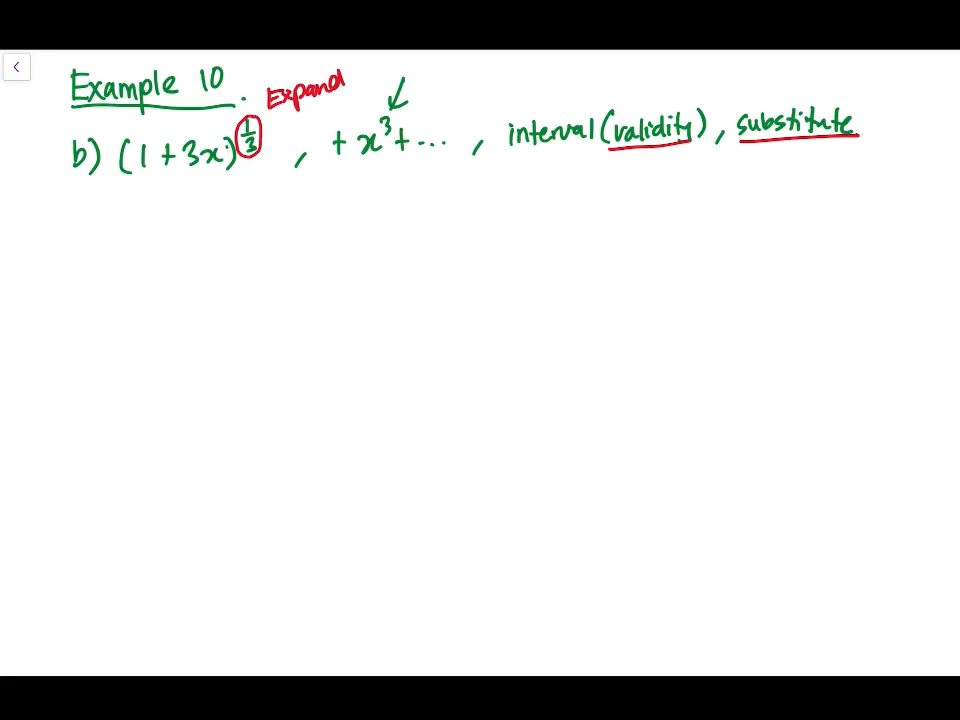 Example 10.
Expand
b) (1 + 3x)^{1/3} , + x³ + ... , interval (validity) , substitute